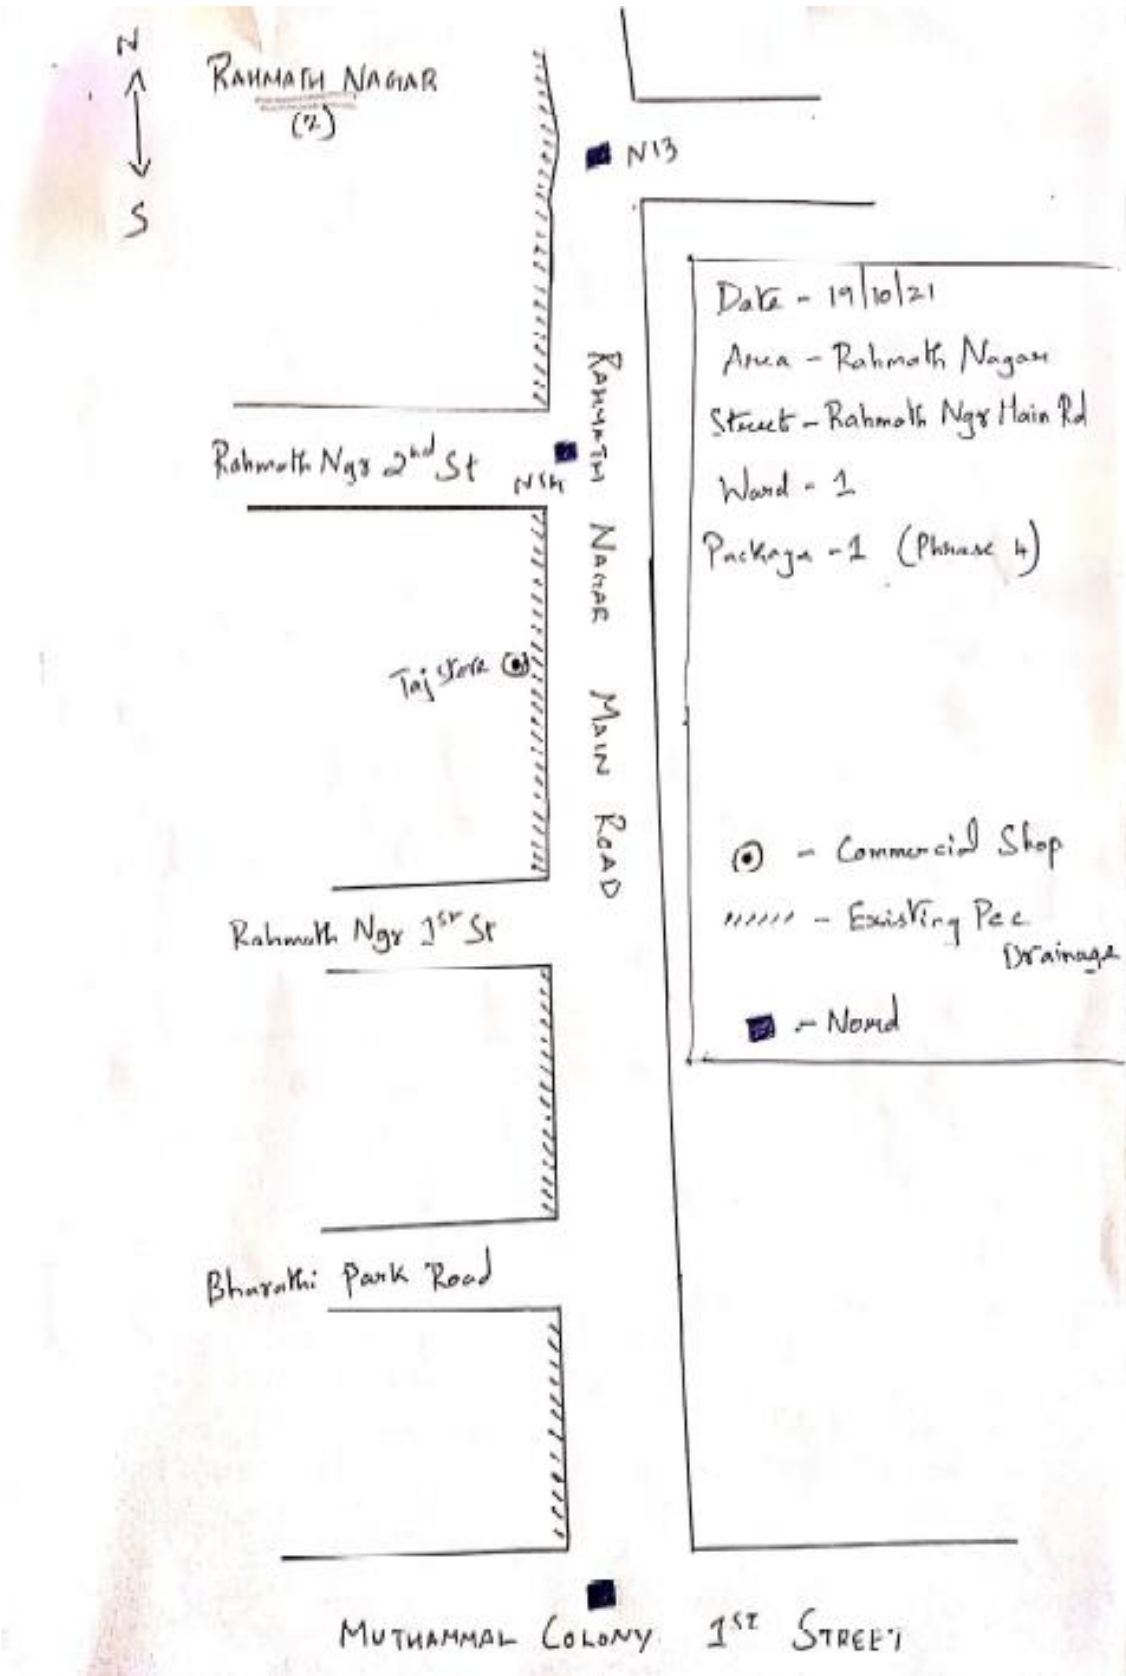 N
S
RAHMATH NAGAR
(2)
N13
Date - 19/10/21
Area - Rahmath Nagar
Street - Rahmath Ngr Main Rd
Ward - 1
Package - 1 (Phrase 4)
RAHMATH NAGAR MAIN ROAD
Rahmath Ngr 2nd St
N14
Taj Store
- Commercial Shop
Rahmath Ngr 1st St
- Existing Pcc
Drainage
- Nord
Bharathi Park Road
MUTHAMMAL COLONY 1ST STREET